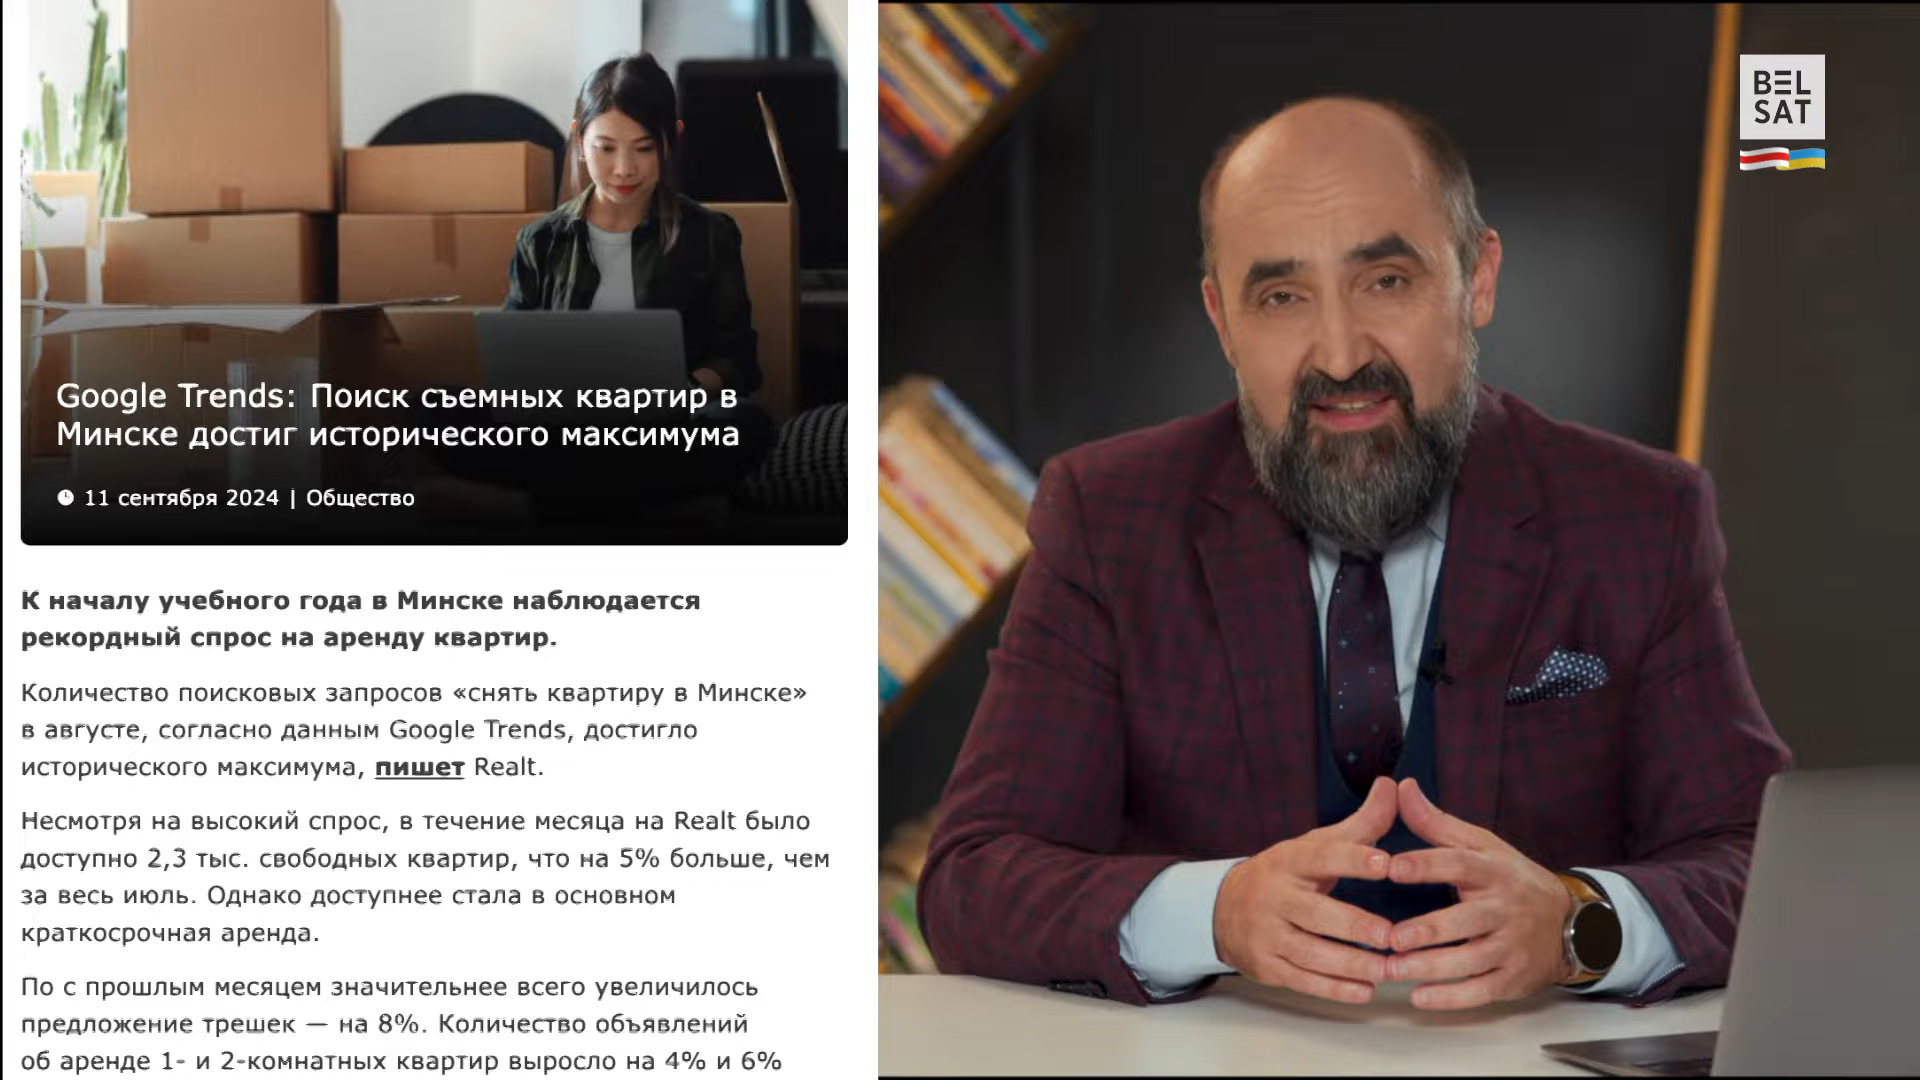 Google Trends: Поиск съемных квартир в
Минске достиг исторического максимума
11 сентября 2024 | Общество
К началу учебного года в Минске наблюдается
рекордный спрос на аренду квартир.
Количество поисковых запросов «снять квартиру в Минске»
в августе, согласно данным Google Trends, достигло
исторического максимума, пишет Realt.
Несмотря на высокий спрос, в течение месяца на Realt было
доступно 2,3 тыс. свободных квартир, что на 5% больше, чем
за весь июль. Однако доступнее стала в основном
краткосрочная аренда.
По с прошлым месяцем значительнее всего увеличилось
предложение трешек — на 8%. Количество объявлений
об аренде 1- и 2-комнатных квартир выросло на 4% и 6%
BEL
SAT